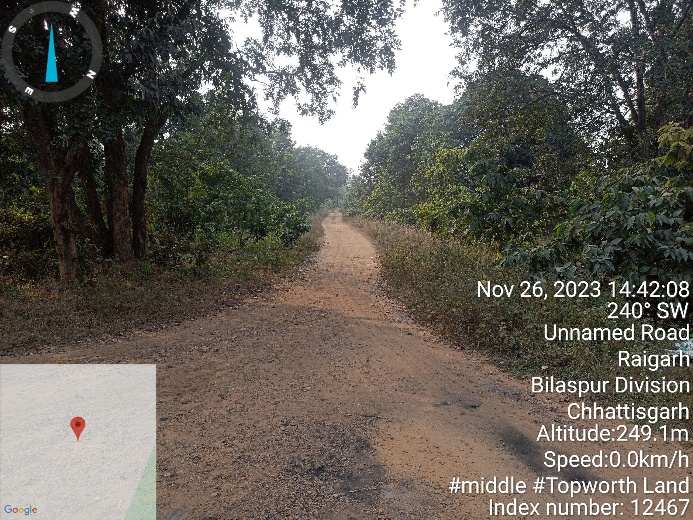 S
W
E
N
Nov 26, 2023 14:42:08
240° SW
Unnamed Road
Raigarh
Bilaspur Division
Chhattisgarh
Altitude:249.1m
Speed:0.0km/h
#middle #Topworth Land
Index number: 12467
Google